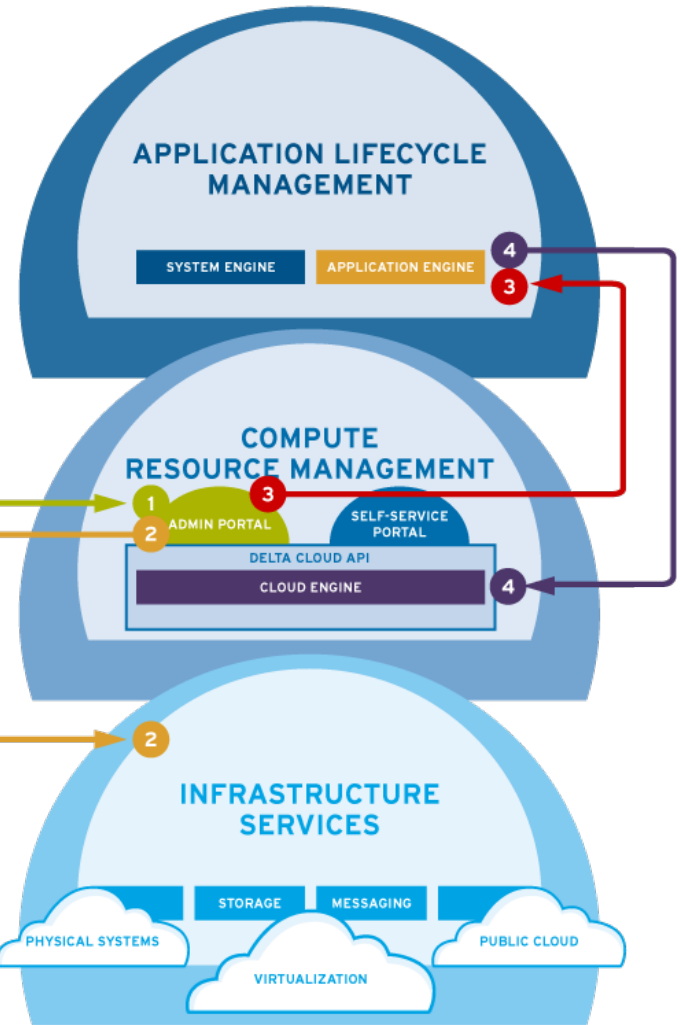 APPLICATION LIFECYCLE
MANAGEMENT
4
SYSTEM ENGINE
APPLICATION ENGINE
3
COMPUTE
RESOURCE MANAGEMENT
1
3
2
ADMIN PORTAL
SELF-SERVICE
PORTAL
DELTA CLOUD API
CLOUD ENGINE
4
2
INFRASTRUCTURE
SERVICES
STORAGE
MESSAGING
PHYSICAL SYSTEMS
PUBLIC CLOUD
VIRTUALIZATION